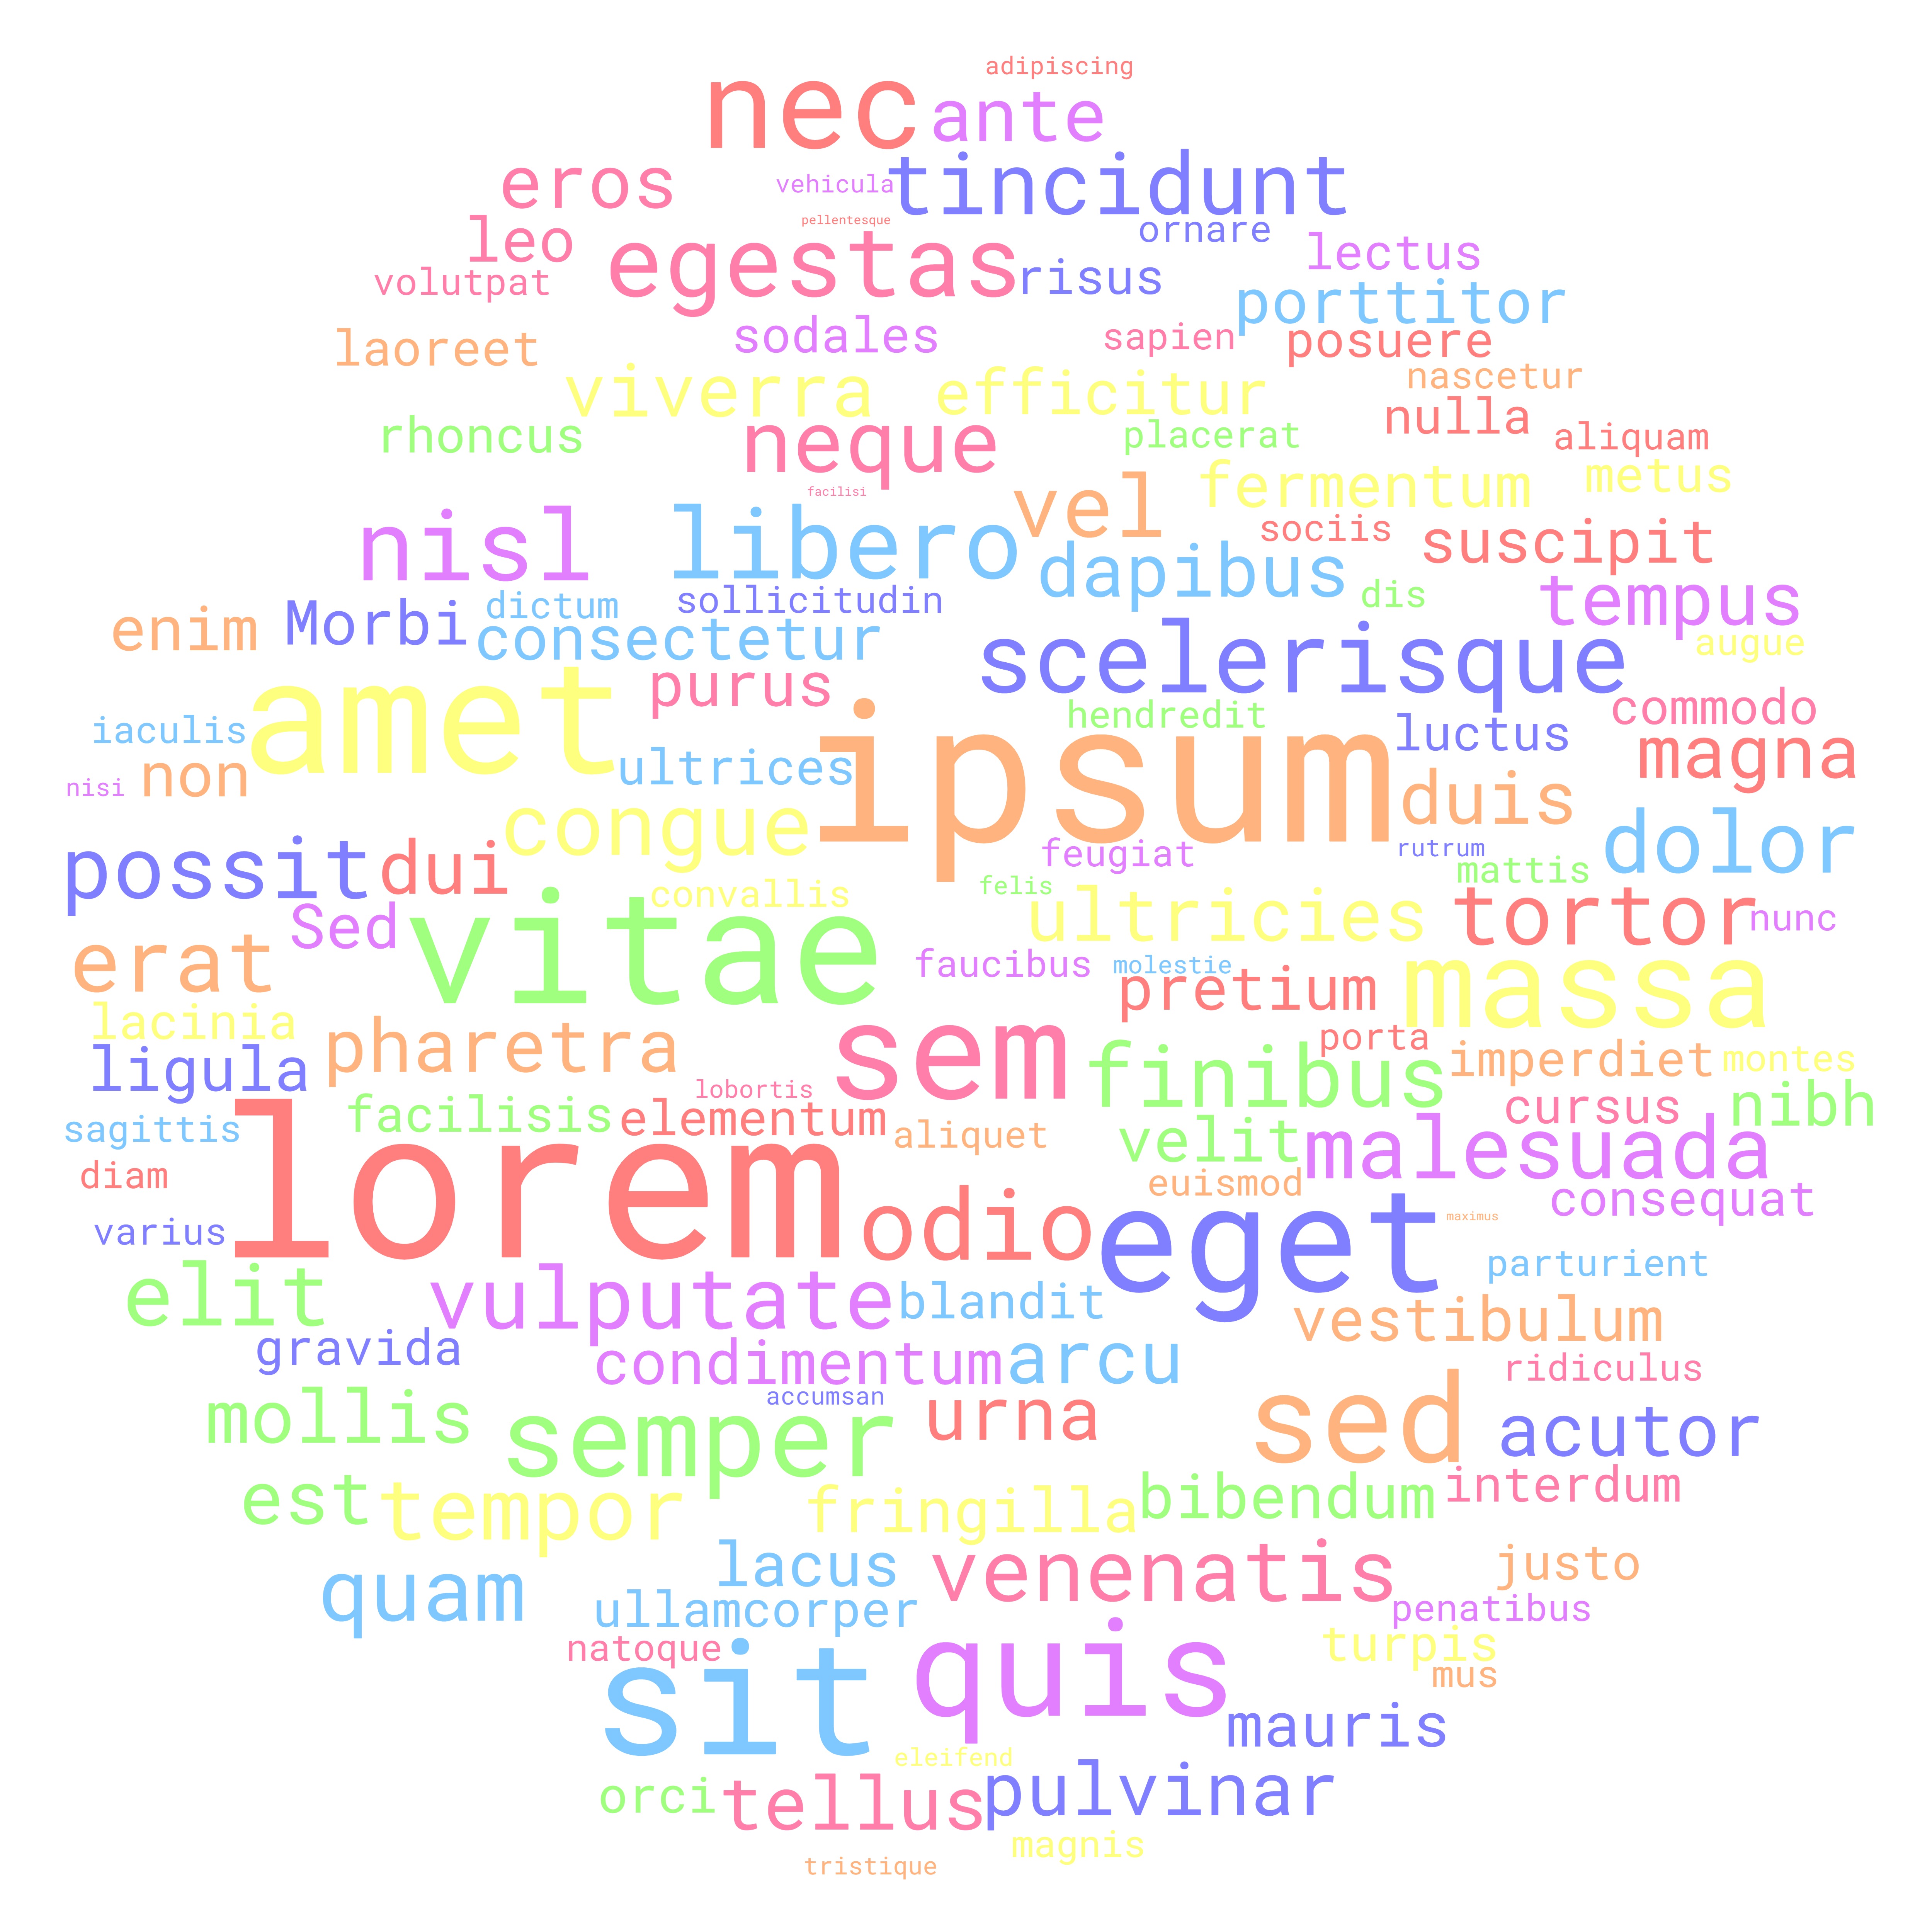 adipiscing
nec ante
eros vehicula tincidunt
pellentesque
leo egestas risus ornare lectus
volutpat porttitor
laoreet sodales sapien posuere
viverra efficitur nascetur
rhoncus neque placerat nulla aliquam
facilisi vel fermentum metus
nisl libero sociis suscipit
dapibus dis tempus
enim Morbi dictum sollicitudin
consectetur scelerisque augue
amet purus hendredit commodo
iaculis ultrices ipsum luctus magna
nisi non congue duis
possit dui feugiat rutrum dolor
convallis felis mattis
Sed vitae ultricies tortor nunc
erat faucibus molestie pretium massa
lacinia pharetra sem porta
ligula finibus imperdiet montes
lobortis cursus nibh
sagittis facilisis elementum aliquet velit malesuada
diam lorem euismod consequat
varius odio eget maximus
elit vulputate blandit parturient
vestibulum
gravida condimentum arcu ridiculus
accumsan
mollis semper urna sed acutor
est tempor fringilla bibendum interdum
lacus venenatis justo
quam ullamcorper penatibus
natoque sit quis turpis
mus
mauris
eleifend
orci tellus pulvinar
magnis
tristique